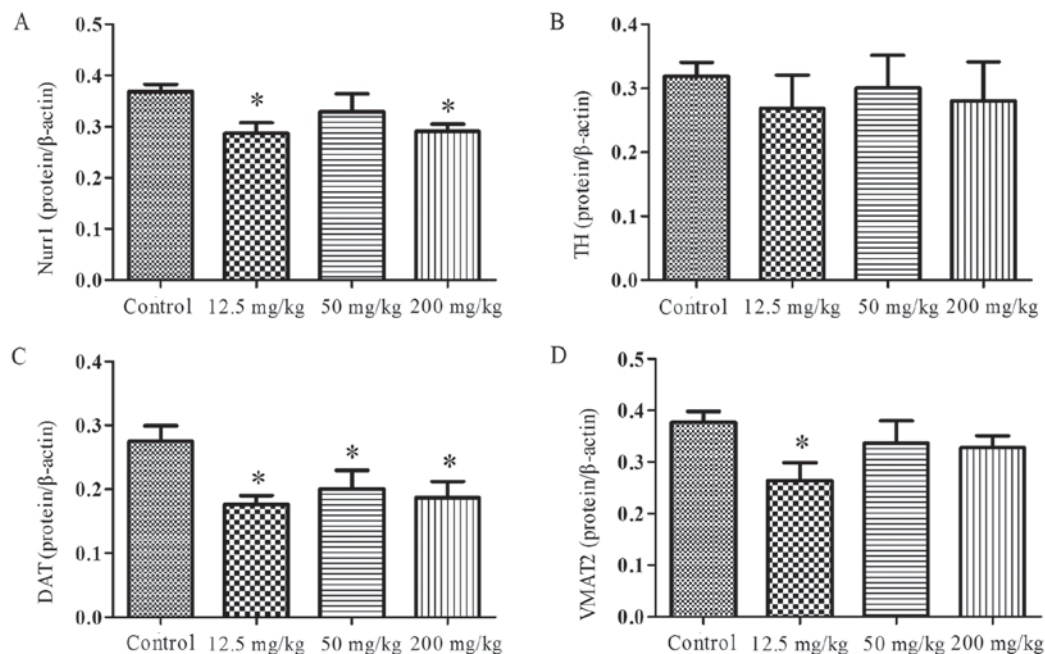 A
0.5
0.4
0.3
0.2
0.1
0.0
Nurr1 (protein/β-actin)
*
*
Control 12.5 mg/kg 50 mg/kg 200 mg/kg
B
0.4
0.3
0.2
0.1
0.0
TH (protein/β-actin)
Control 12.5 mg/kg 50 mg/kg 200 mg/kg
C
0.4
0.3
0.2
0.1
0.0
DAT (protein/β-actin)
*
*
*
Control 12.5 mg/kg 50 mg/kg 200 mg/kg
D
0.5
0.4
0.3
0.2
0.1
0.0
VMAT2 (protein/β-actin)
*
Control 12.5 mg/kg 50 mg/kg 200 mg/kg